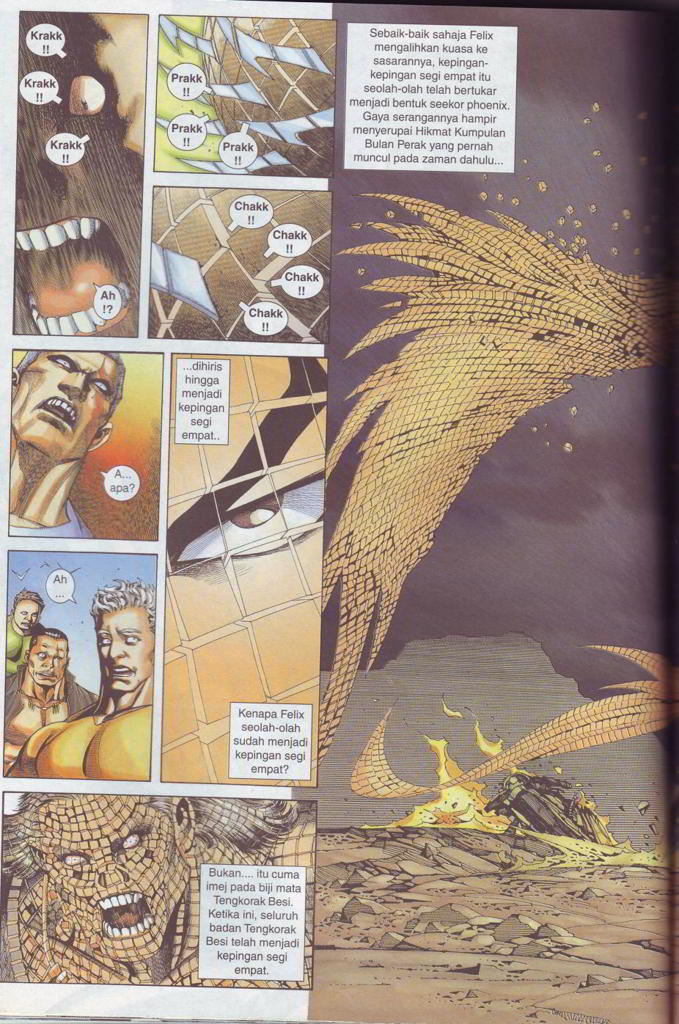 Krakk
!!
Krakk
!!
Krakk
!!
Ah
!?
Prakk
!!
Prakk
!!
Prakk
!!
Chakk
!!
Chakk
!!
Chakk
!!
Chakk
!!
A...
apa?
...dihiris
hingga
menjadi
kepingan
segi
empat..
Ah
...
Kenapa Felix
seolah-olah
sudah menjadi
kepingan segi
empat?
Bukan.... itu cuma
imej pada biji mata
Tengkorak Besi.
Ketika ini, seluruh
badan Tengkorak
Besi telah menjadi
kepingan segi
empat.
Sebaik-baik sahaja Felix
mengalihkan kuasa ke
sasarannya, kepingan-
kepingan segi empat itu
seolah-olah telah bertukar
menjadi bentuk seekor phoenix.
Gaya serangannya hampir
menyerupai Hikmat Kumpulan
Bulan Perak yang pernah
muncul pada zaman dahulu...